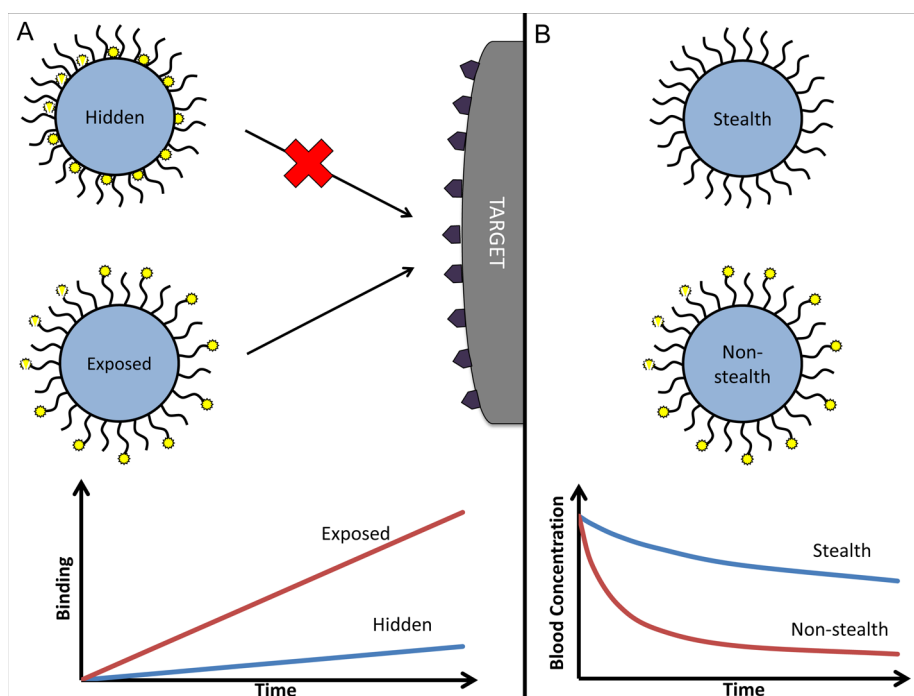 A
Hidden
TARGET
Exposed
Binding
Exposed
Hidden
Time
B
Stealth
Non-
stealth
Blood Concentration
Stealth
Non-stealth
Time